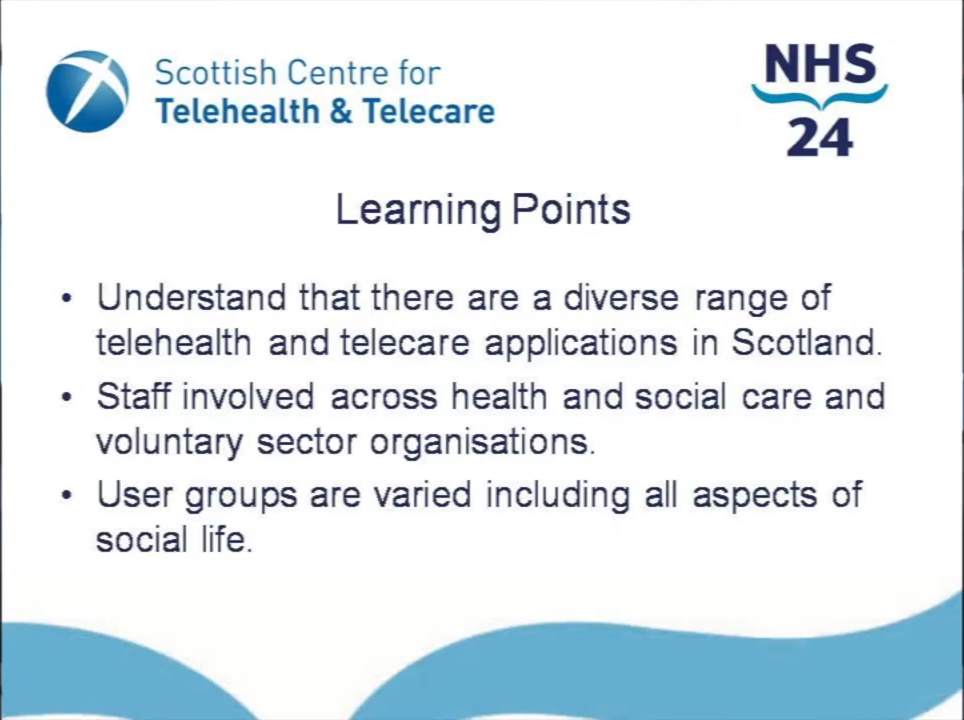 Scottish Centre for
Telehealth & Telecare
NHS
24
Learning Points
• Understand that there are a diverse range of
telehealth and telecare applications in Scotland.
• Staff involved across health and social care and
voluntary sector organisations.
• User groups are varied including all aspects of
social life.